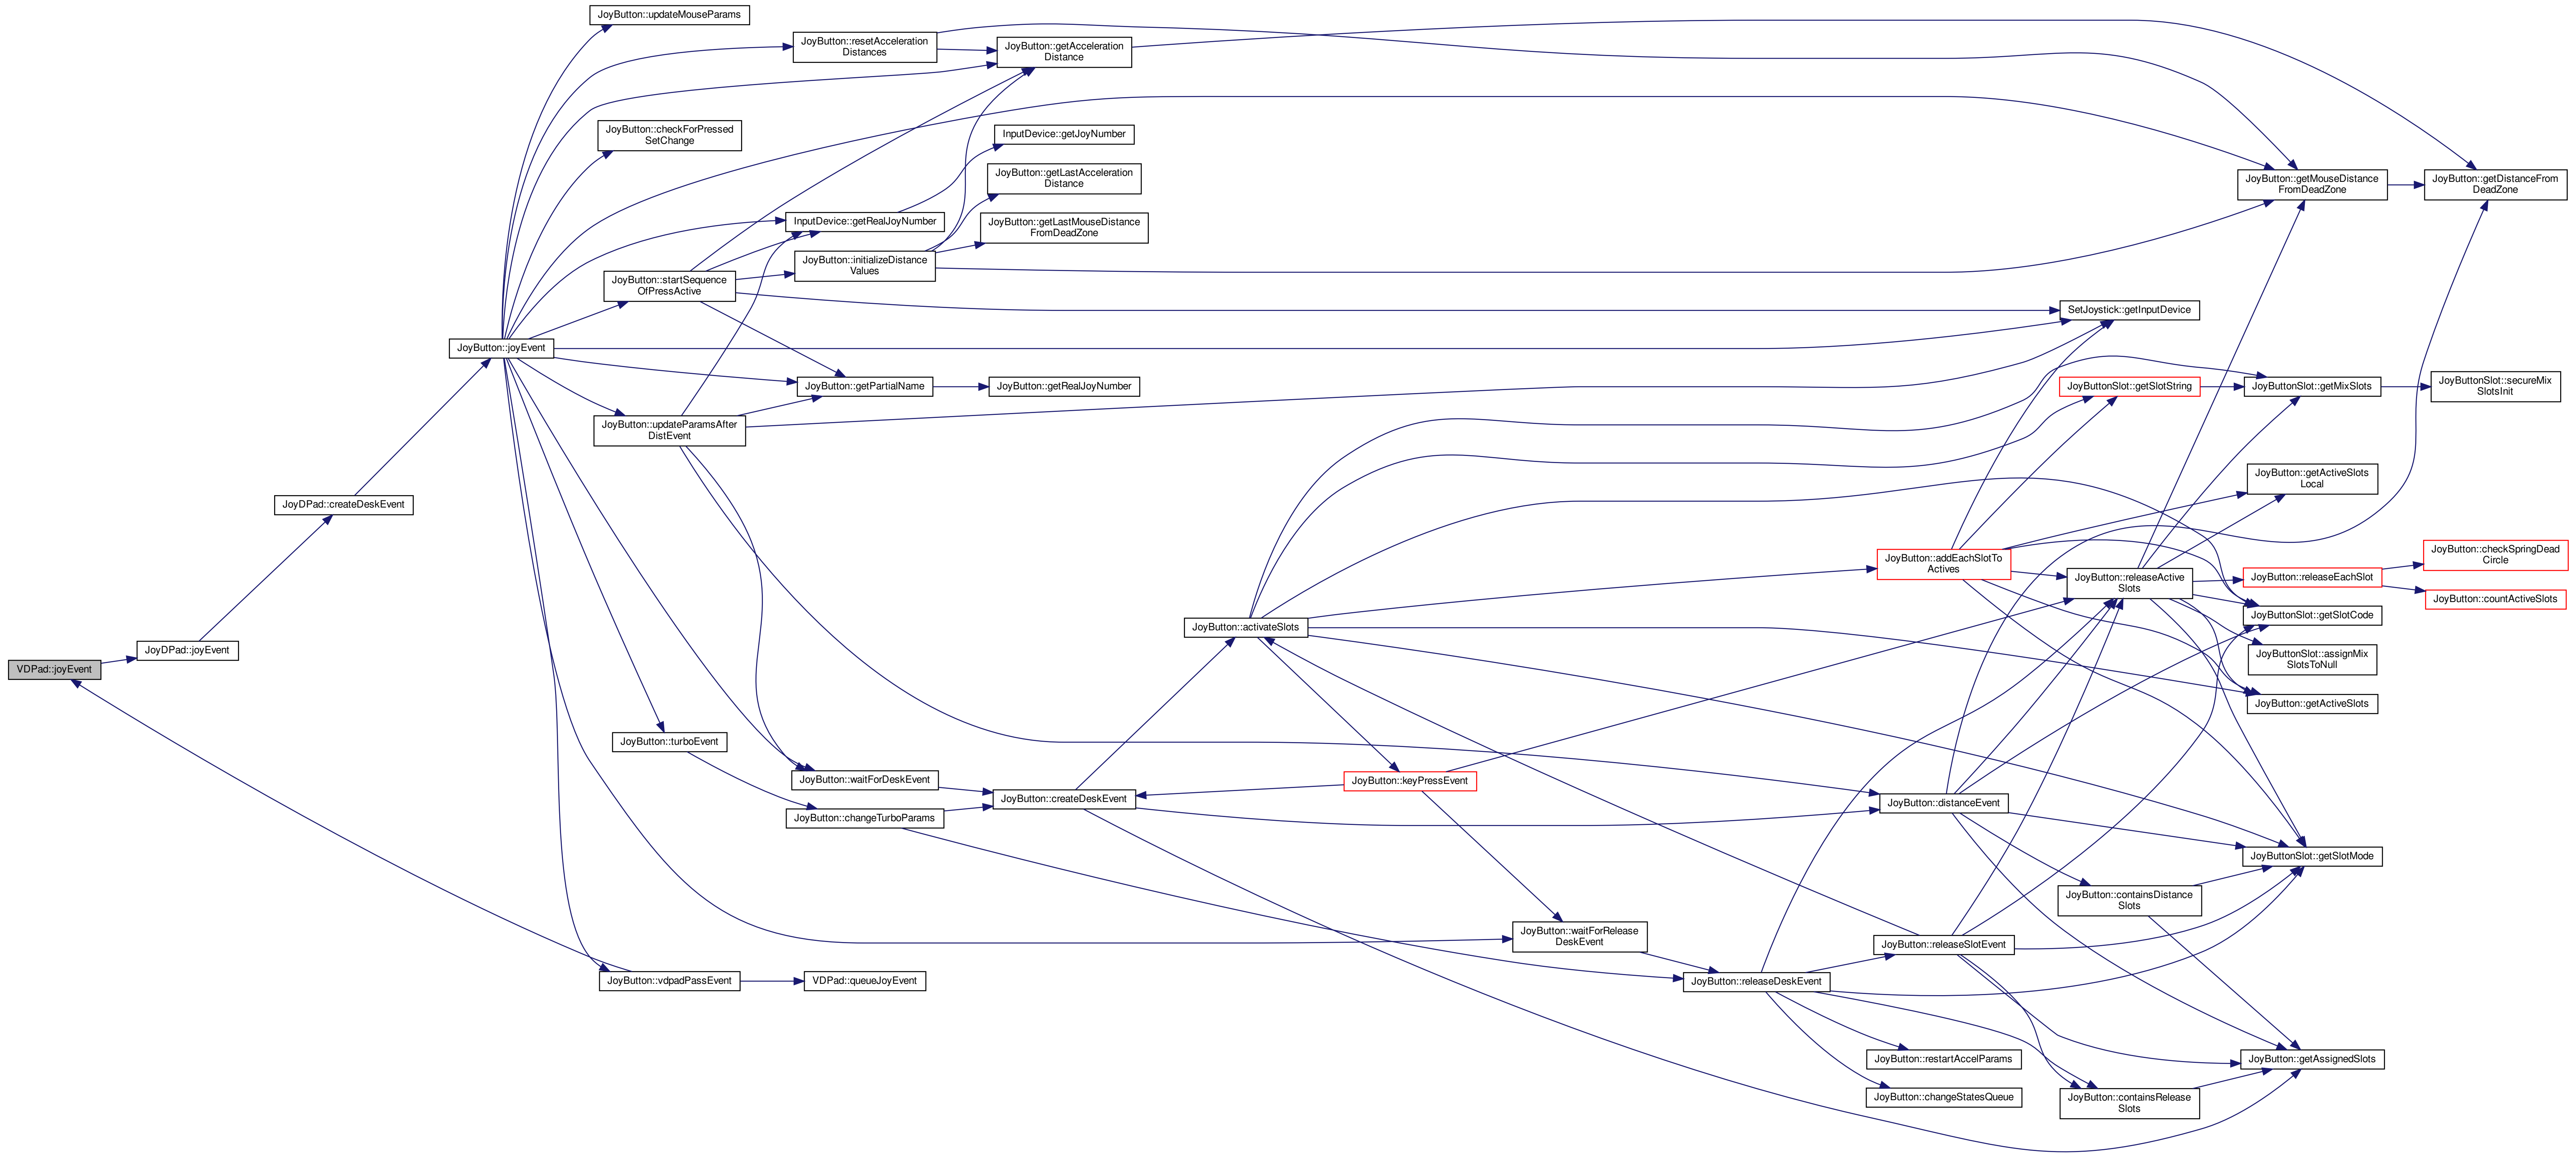 VDPad::joyEvent
JoyDPad::joyEvent
JoyDPad::createDeskEvent
JoyButton::joyEvent
JoyButton::updateMouseParams
JoyButton::resetAcceleration
Distances
JoyButton::getAcceleration
Distance
JoyButton::checkForPressed
SetChange
InputDevice::getJoyNumber
JoyButton::getLastAcceleration
Distance
InputDevice::getRealJoyNumber
JoyButton::getLastMouseDistance
FromDeadZone
JoyButton::initializeDistance
Values
JoyButton::startSequence
OfPressActive
JoyButton::getPartialName
JoyButton::getRealJoyNumber
JoyButton::updateParamsAfter
DistEvent
JoyButton::turboEvent
JoyButton::waitForDeskEvent
JoyButton::changeTurboParams
JoyButton::createDeskEvent
JoyButton::vdpadPassEvent
VDPad::queueJoyEvent
JoyButton::activateSlots
JoyButton::keyPressEvent
JoyButton::waitForRelease
DeskEvent
JoyButton::releaseDeskEvent
JoyButton::addEachSlotTo
Actives
JoyButton::distanceEvent
JoyButton::releaseSlotEvent
JoyButton::restartAccelParams
JoyButton::changeStatesQueue
SetJoystick::getInputDevice
JoyButtonSlot::getSlotString
JoyButton::releaseActive
Slots
JoyButton::containsDistance
Slots
JoyButton::containsRelease
Slots
JoyButton::getMouseDistance
FromDeadZone
JoyButton::getDistanceFrom
DeadZone
JoyButtonSlot::getMixSlots
JoyButtonSlot::secureMix
SlotsInit
JoyButton::getActiveSlots
Local
JoyButton::checkSpringDead
Circle
JoyButton::releaseEachSlot
JoyButton::countActiveSlots
JoyButtonSlot::getSlotCode
JoyButtonSlot::assignMix
SlotsToNull
JoyButton::getActiveSlots
JoyButtonSlot::getSlotMode
JoyButton::getAssignedSlots